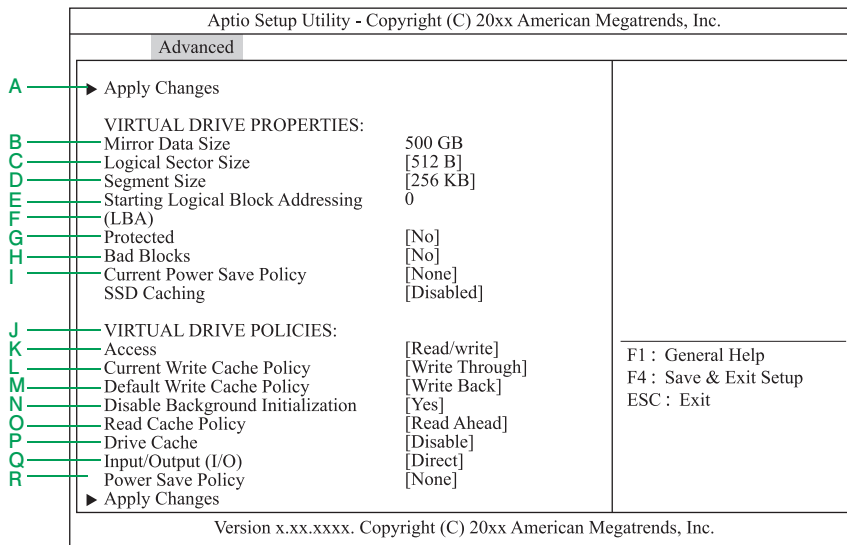 Aptio Setup Utility - Copyright (C) 20xx American Megatrends, Inc.
Advanced
A ▶ Apply Changes
VIRTUAL DRIVE PROPERTIES:
B Mirror Data Size 500 GB
C Logical Sector Size [512 B]
D Segment Size [256 KB]
E Starting Logical Block Addressing 0
F (LBA)
G Protected [No]
H Bad Blocks [No]
I Current Power Save Policy [None]
SSD Caching [Disabled]
J VIRTUAL DRIVE POLICIES:
K Access [Read/write]
L Current Write Cache Policy [Write Through]
M Default Write Cache Policy [Write Back]
N Disable Background Initialization [Yes]
O Read Cache Policy [Read Ahead]
P Drive Cache [Disable]
Q Input/Output (I/O) [Direct]
R Power Save Policy [None]
▶ Apply Changes
F1 : General Help
F4 : Save & Exit Setup
ESC : Exit
Version x.xx.xxxx. Copyright (C) 20xx American Megatrends, Inc.